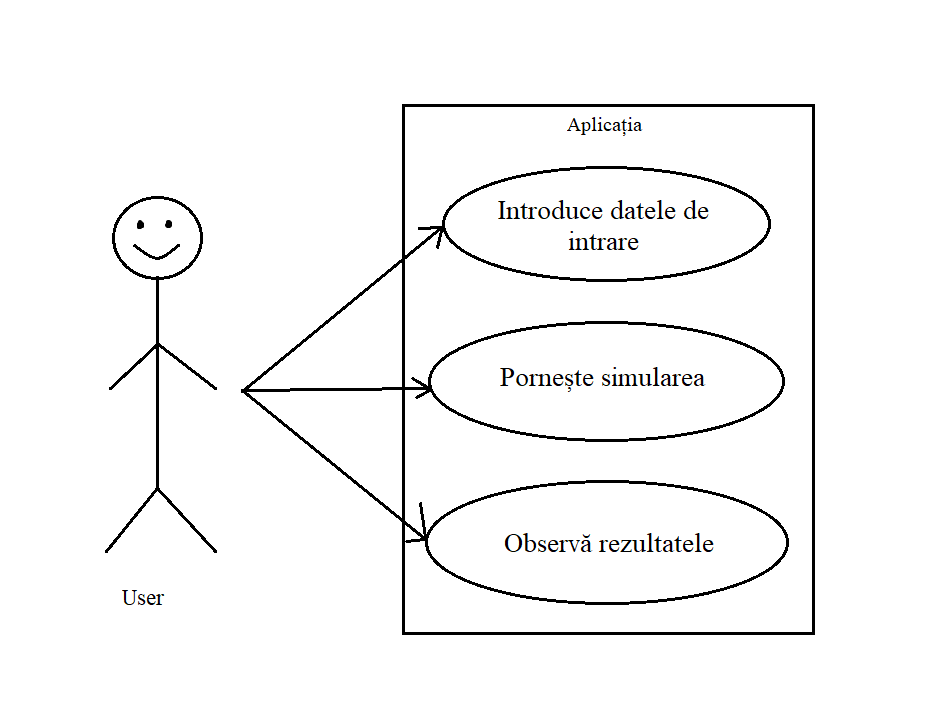 Aplicația
Introduce datele de
intrare
Pornește simularea
Observă rezultatele
User